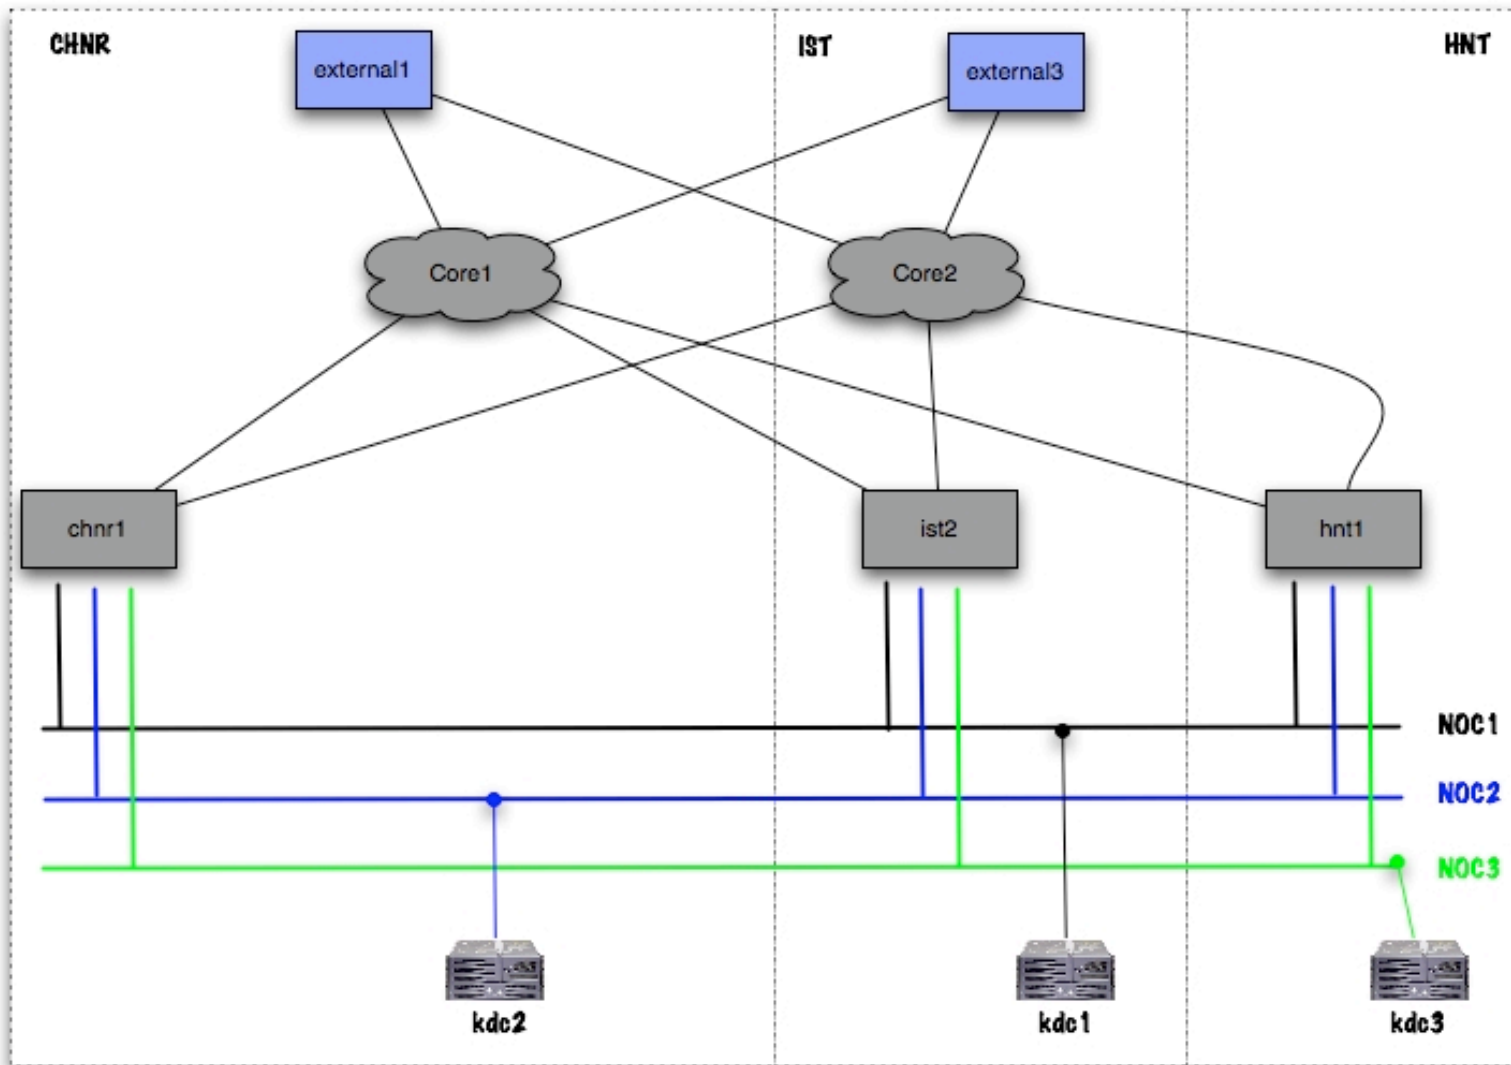 CHNR
IST
HNT
external1
external3
Core1
Core2
chnr1
ist2
hnt1
NOC1
NOC2
NOC3
kdc2
kdc1
kdc3